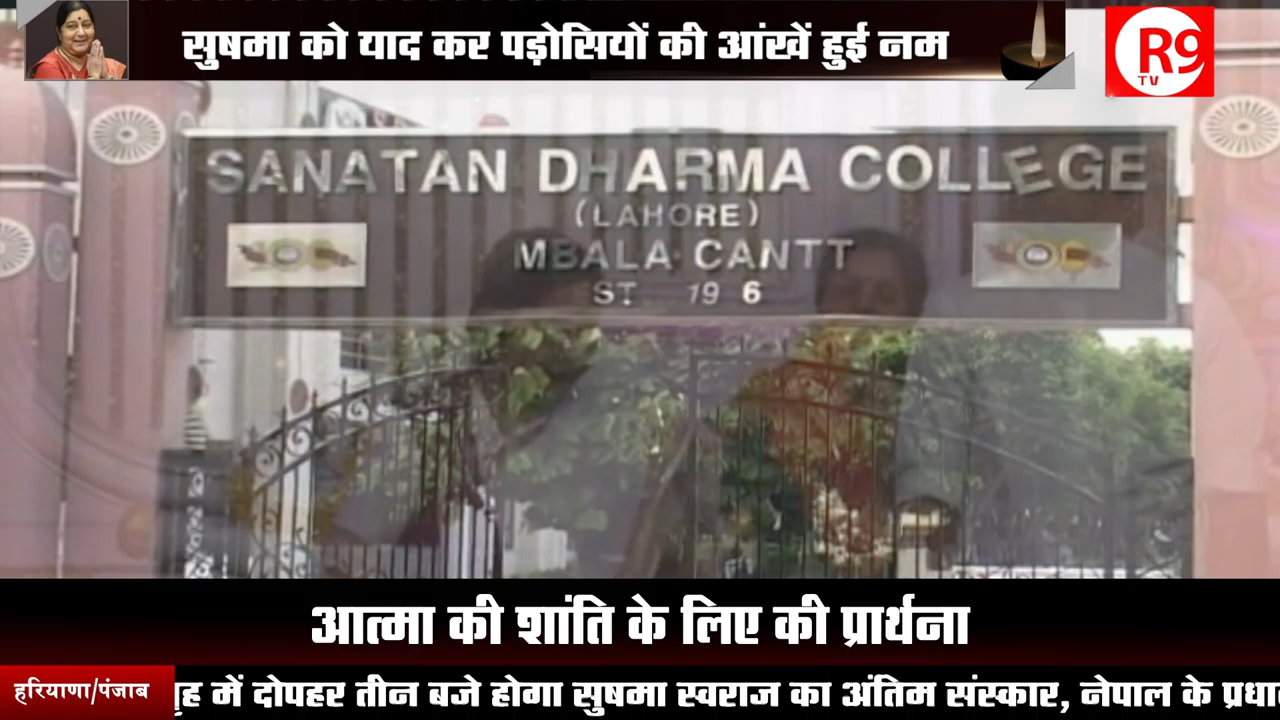 सुषमा को याद कर पड़ोसियों की आंखें हुई नम
R9
TV
SANATAN DHARMA COLLEGE
(LAHORE)
MBALA CANTT
ST 19 6
आत्मा की शांति के लिए की प्रार्थना
हरियाणा/पंजाब
में दोपहर तीन बजे होगा सुषमा स्वराज का अंतिम संस्कार, नेपाल के